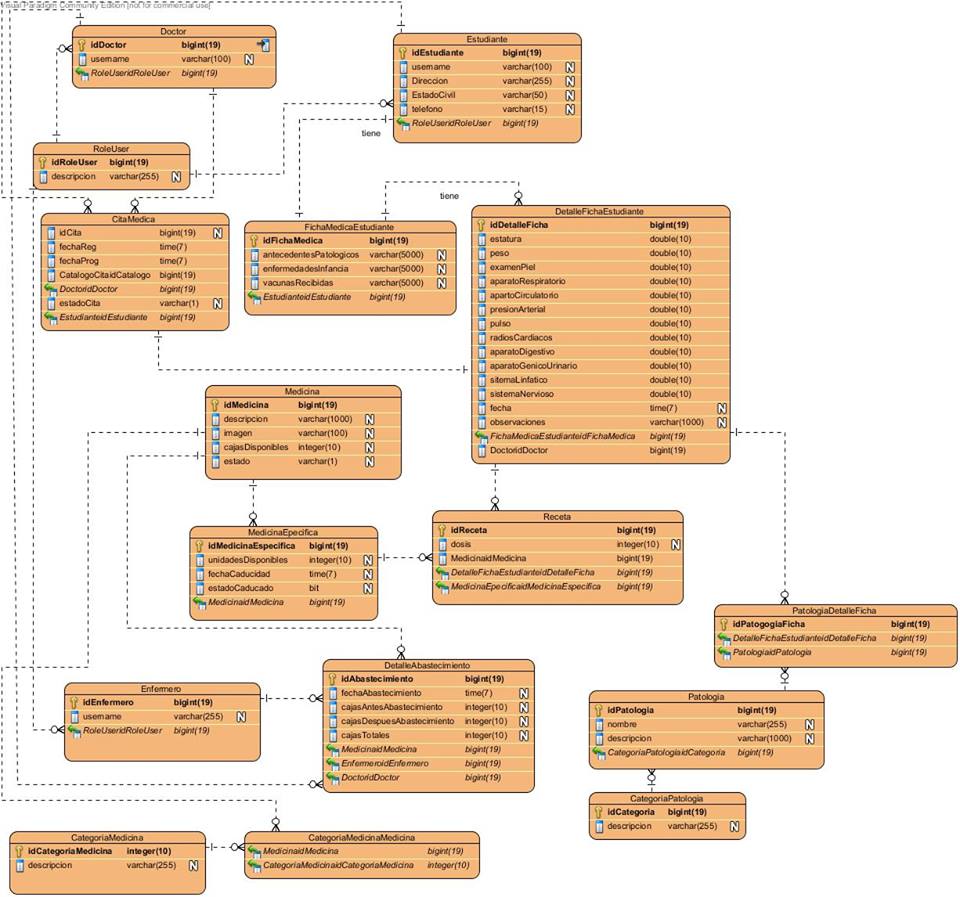 Visual Paradigm Community Edition [not for commercial use]
Doctor
idDoctor bigint(19)
username varchar(100) N
RoleUseridRoleUser bigint(19)
Estudiante
idEstudiante bigint(19)
username varchar(100) N
Direccion varchar(255) N
EstadoCivil varchar(50) N
telefono varchar(15) N
RoleUseridRoleUser bigint(19)
tiene
RoleUser
idRoleUser bigint(19)
descripcion varchar(255) N
tiene
CitaMedica
idCita bigint(19) N
fechaReg time(7)
fechaProg time(7)
CatalogoCitaidCatalogo bigint(19)
DoctoridDoctor bigint(19)
estadoCita varchar(1) N
EstudianteidEstudiante bigint(19)
FichaMedicaEstudiante
idFichaMedica bigint(19)
antecedentesPatologicos varchar(5000) N
enfermedadesInfancia varchar(5000) N
vacunasRecibidas varchar(5000) N
EstudianteidEstudiante bigint(19)
DetalleFichaEstudiante
idDetalleFicha bigint(19)
estatura double(10)
peso double(10)
examenPiel double(10)
aparatoRespiratorio double(10)
apartoCirculatorio double(10)
presionArterial double(10)
pulso double(10)
radiosCardiacos double(10)
aparatoDigestivo double(10)
aparatoGenicoUrinario double(10)
sitemaLinfatico double(10)
sistemaNervioso double(10)
fecha time(7) N
observaciones varchar(1000) N
FichaMedicaEstudianteidFichaMedica bigint(19)
DoctoridDoctor bigint(19)
Medicina
idMedicina bigint(19)
descripcion varchar(1000) N
imagen varchar(100) N
cajasDisponibles integer(10) N
estado varchar(1) N
MedicinaEpecifica
idMedicinaEspecifica bigint(19)
unidadesDisponibles integer(10) N
fechaCaducidad time(7) N
estadoCaducado bit N
MedicinaidMedicina bigint(19)
Receta
idReceta bigint(19)
dosis integer(10) N
MedicinaidMedicina bigint(19)
DetalleFichaEstudianteidDetalleFicha bigint(19)
MedicinaEpecificaidMedicinaEspecifica bigint(19)
PatologiaDetalleFicha
idPatogogiaFicha bigint(19)
DetalleFichaEstudianteidDetalleFicha bigint(19)
PatologiaidPatologia bigint(19)
DetalleAbastecimiento
idAbastecimiento bigint(19)
fechaAbastecimiento time(7) N
cajasAntesAbastecimiento integer(10) N
cajasDespuesAbastecimiento integer(10) N
cajasTotales integer(10) N
MedicinaidMedicina bigint(19)
EnfermeroidEnfermero bigint(19)
DoctoridDoctor bigint(19)
Enfermero
idEnfermero bigint(19)
username varchar(255) N
RoleUseridRoleUser bigint(19)
Patologia
idPatologia bigint(19)
nombre varchar(255) N
descripcion varchar(1000) N
CategoriaPatologiaidCategoria bigint(19)
CategoriaPatologia
idCategoria bigint(19)
descripcion varchar(255) N
CategoriaMedicina
idCategoriaMedicina integer(10)
descripcion varchar(255) N
CategoriaMedicinaMedicina
MedicinaidMedicina bigint(19)
CategoriaMedicinaidCategoriaMedicina integer(10)